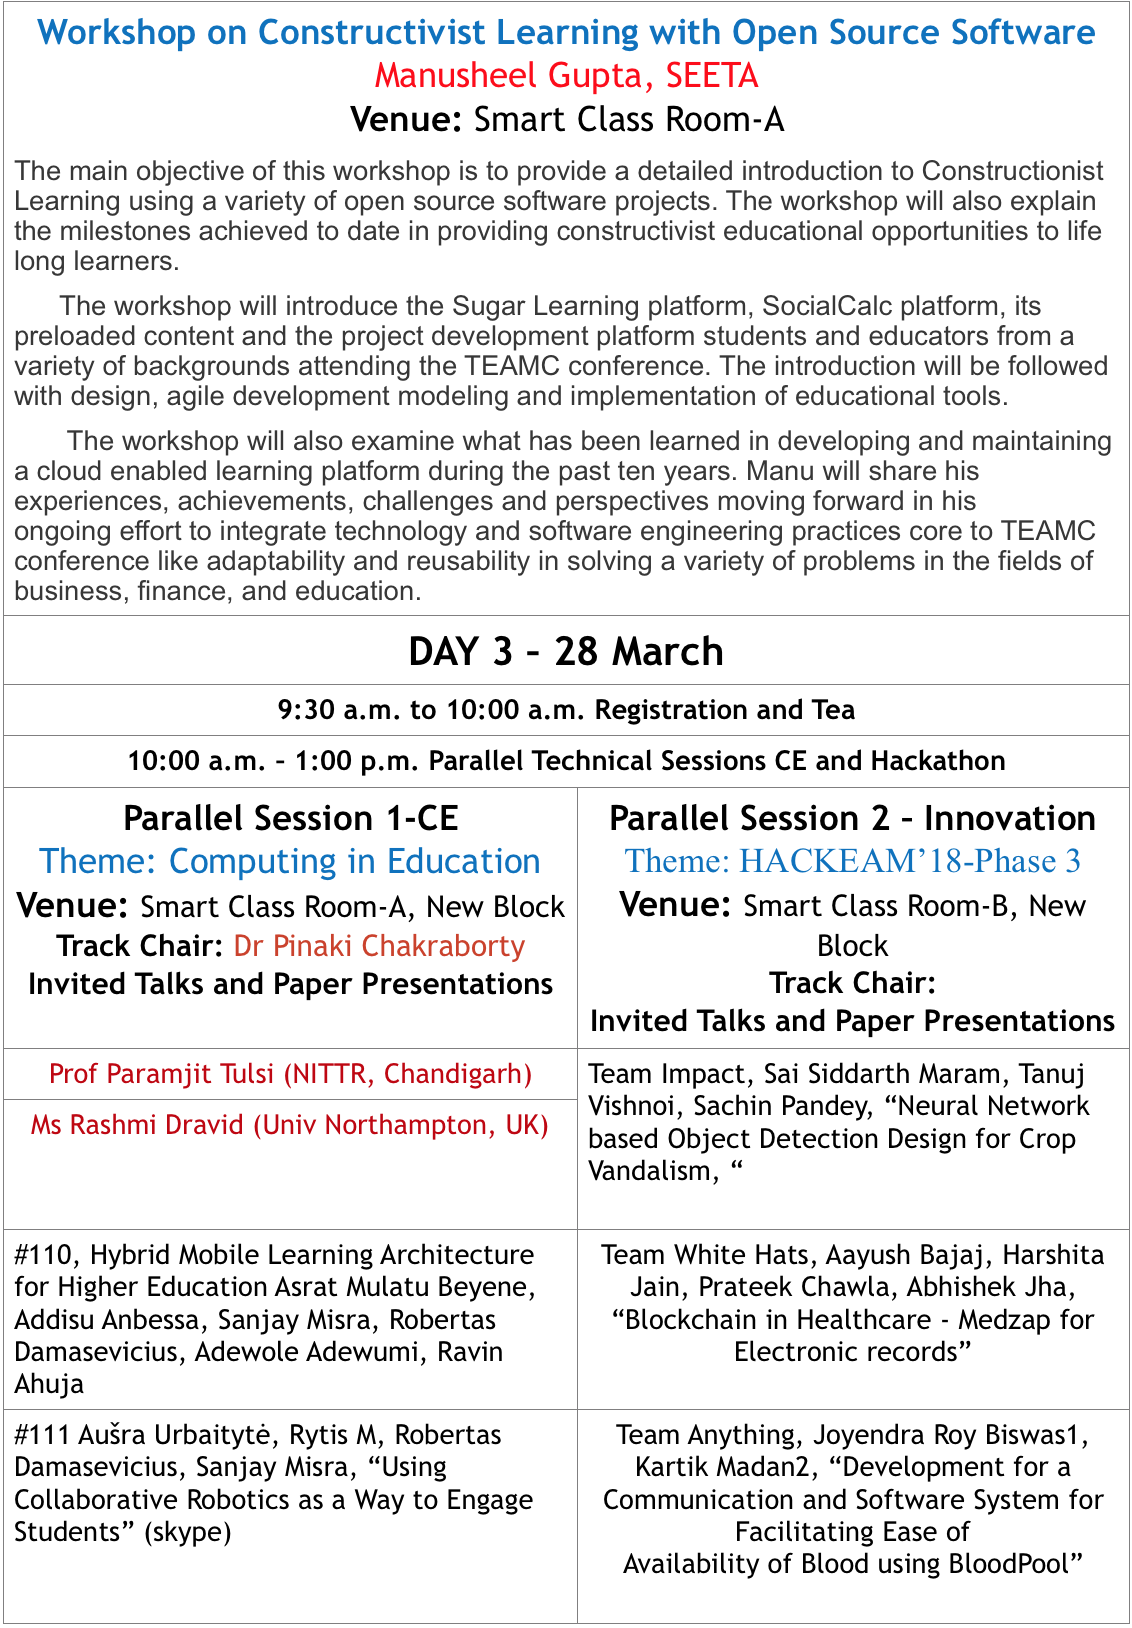 Workshop on Constructivist Learning with Open Source Software
Manusheel Gupta, SEETA
Venue: Smart Class Room-A
The main objective of this workshop is to provide a detailed introduction to Constructionist
Learning using a variety of open source software projects. The workshop will also explain
the milestones achieved to date in providing constructivist educational opportunities to life
long learners.
The workshop will introduce the Sugar Learning platform, SocialCalc platform, its
preloaded content and the project development platform students and educators from a
variety of backgrounds attending the TEAMC conference. The introduction will be followed
with design, agile development modeling and implementation of educational tools.
The workshop will also examine what has been learned in developing and maintaining
a cloud enabled learning platform during the past ten years. Manu will share his
experiences, achievements, challenges and perspectives moving forward in his
ongoing effort to integrate technology and software engineering practices core to TEAMC
conference like adaptability and reusability in solving a variety of problems in the fields of
business, finance, and education.
DAY 3 – 28 March
9:30 a.m. to 10:00 a.m. Registration and Tea
10:00 a.m. – 1:00 p.m. Parallel Technical Sessions CE and Hackathon
Parallel Session 1-CE
Theme: Computing in Education
Venue: Smart Class Room-A, New Block
Track Chair: Dr Pinaki Chakraborty
Invited Talks and Paper Presentations
Parallel Session 2 – Innovation
Theme: HACKEAM’18-Phase 3
Venue: Smart Class Room-B, New
Block
Track Chair:
Invited Talks and Paper Presentations
Prof Paramjit Tulsi (NITTR, Chandigarh)
Ms Rashmi Dravid (Univ Northampton, UK)
Team Impact, Sai Siddarth Maram, Tanuj
Vishnoi, Sachin Pandey, “Neural Network
based Object Detection Design for Crop
Vandalism, “
#110, Hybrid Mobile Learning Architecture
for Higher Education Asrat Mulatu Beyene,
Addisu Anbessa, Sanjay Misra, Robertas
Damasevicius, Adewole Adewumi, Ravin
Ahuja
Team White Hats, Aayush Bajaj, Harshita
Jain, Prateek Chawla, Abhishek Jha,
“Blockchain in Healthcare - Medzap for
Electronic records”
#111 Aušra Urbaitytė, Rytis M, Robertas
Damasevicius, Sanjay Misra, “Using
Collaborative Robotics as a Way to Engage
Students” (skype)
Team Anything, Joyendra Roy Biswas1,
Kartik Madan2, “Development for a
Communication and Software System for
Facilitating Ease of
Availability of Blood using BloodPool”